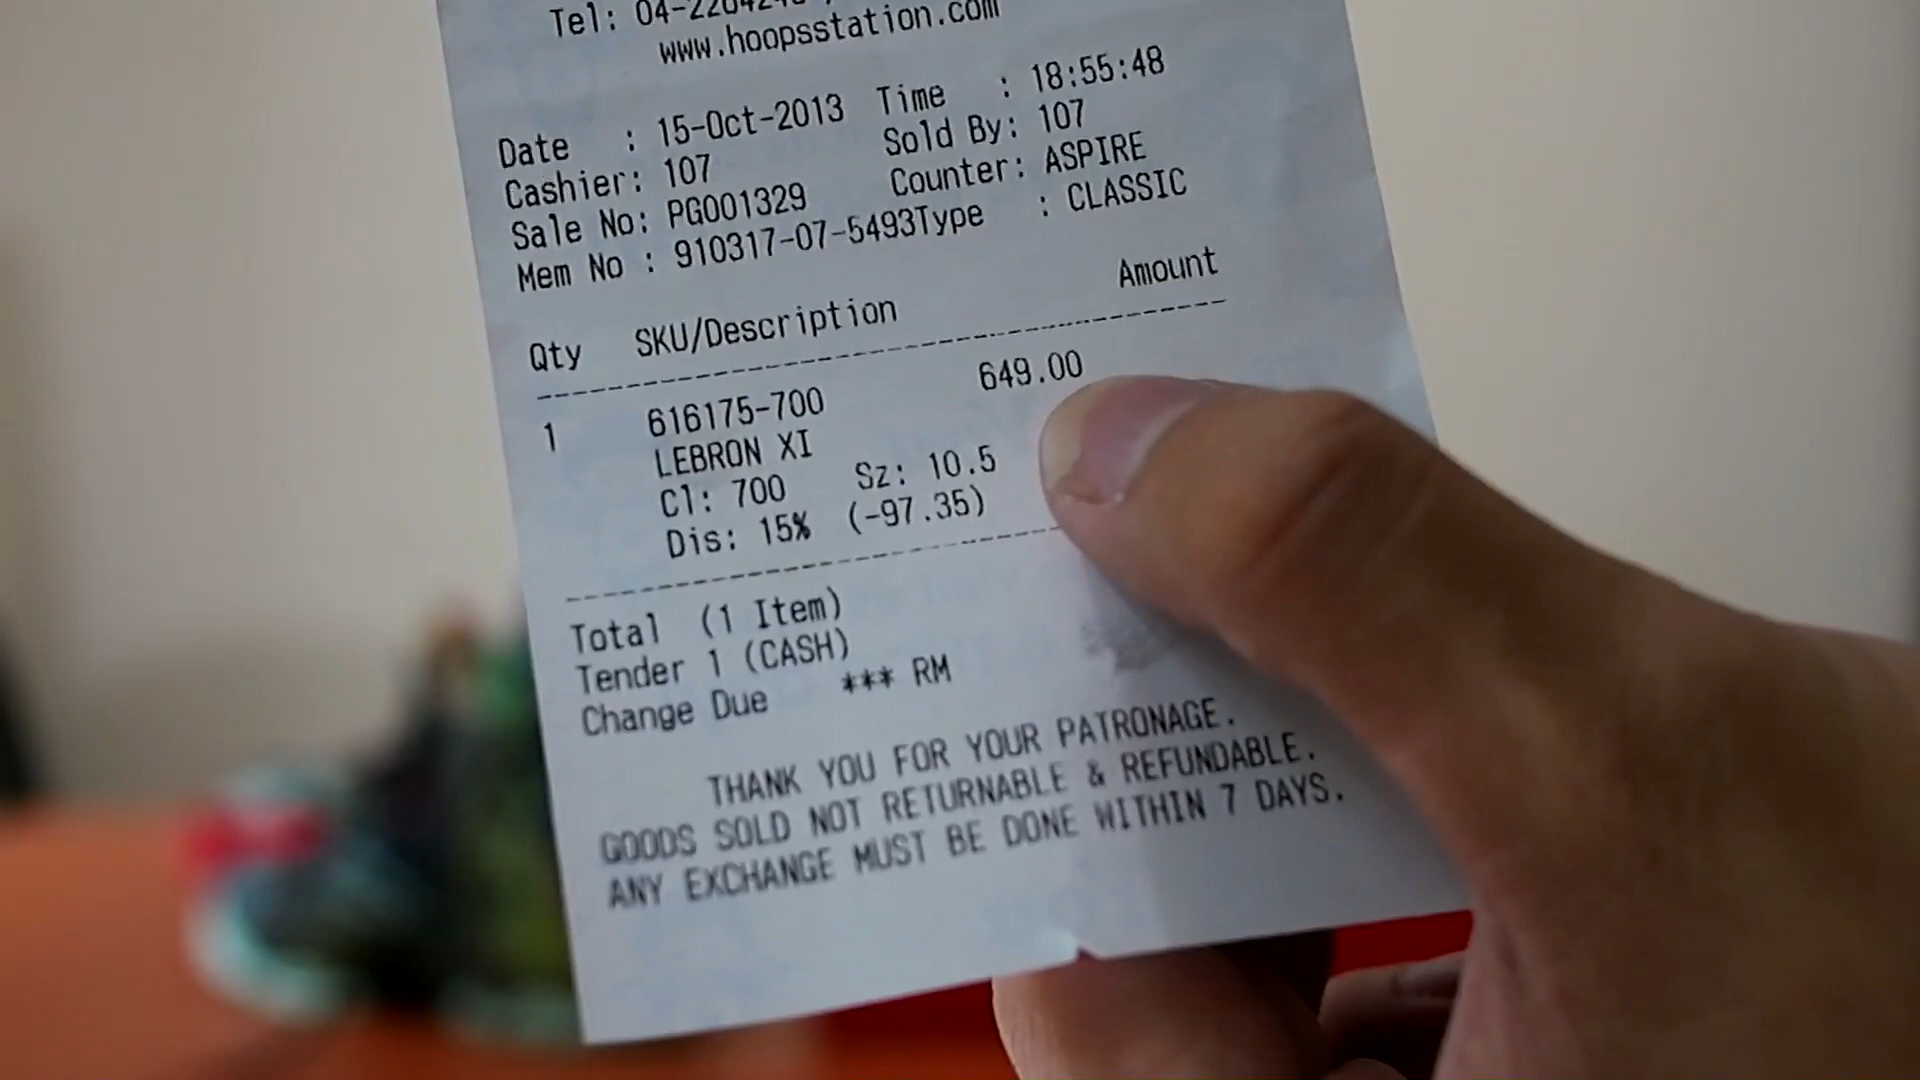 Tel: 04-
www.hoopsstation.com
Date : 15-Oct-2013 Time : 18:55:48
Cashier: 107 Sold By: 107
Sale No: PG001329 Counter: ASPIRE
Mem No : 910317-07-5493Type : CLASSIC
Qty SKU/Description Amount
1 616175-700 649.00
LEBRON XI
Cl: 700 Sz: 10.5
Dis: 15% (-97.35)
Total (1 Item)
Tender 1 (CASH)
Change Due *** RM
THANK YOU FOR YOUR PATRONAGE.
GOODS SOLD NOT RETURNABLE & REFUNDABLE.
ANY EXCHANGE MUST BE DONE WITHIN 7 DAYS.